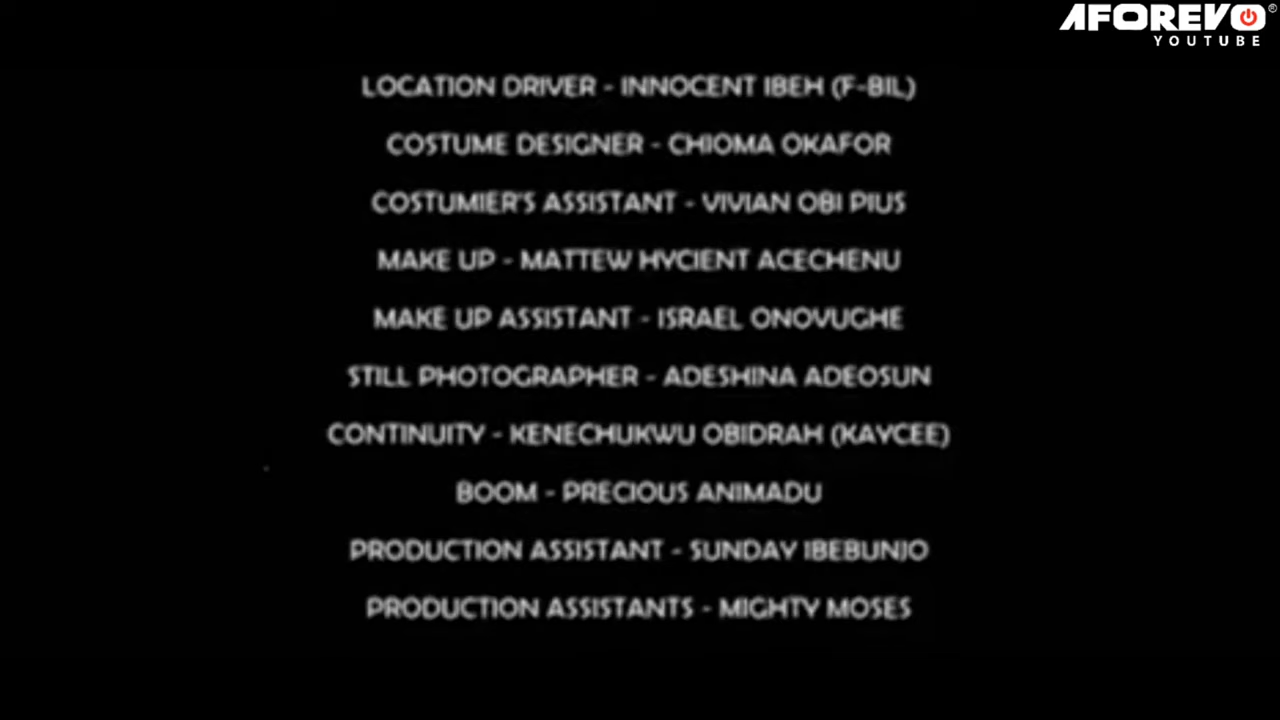 AFOREVO®
YOUTUBE
LOCATION DRIVER - INNOCENT IBEH (F-BIL)
COSTUME DESIGNER - CHIOMA OKAFOR
COSTUMIER'S ASSISTANT - VIVIAN OBI PIUS
MAKE UP - MATTEW HYCIENT ACECHENU
MAKE UP ASSISTANT - ISRAEL ONOVUGHE
STILL PHOTOGRAPHER - ADESHINA ADEOSUN
CONTINUITY - KENECHUKWU OBIDRAH (KAYCEE)
BOOM - PRECIOUS ANIMADU
PRODUCTION ASSISTANT - SUNDAY IBEBUNJO
PRODUCTION ASSISTANTS - MIGHTY MOSES